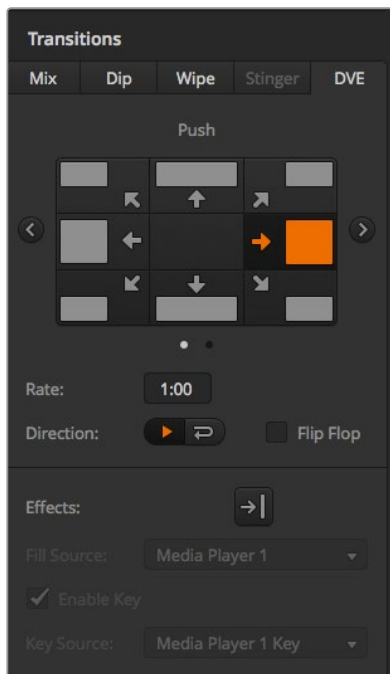 Transitions
Mix Dip Wipe Stinger DVE
Push
Rate: 1:00
Direction: Flip Flop
Effects:
Fill Source: Media Player 1
Enable Key
Key Source: Media Player 1 Key